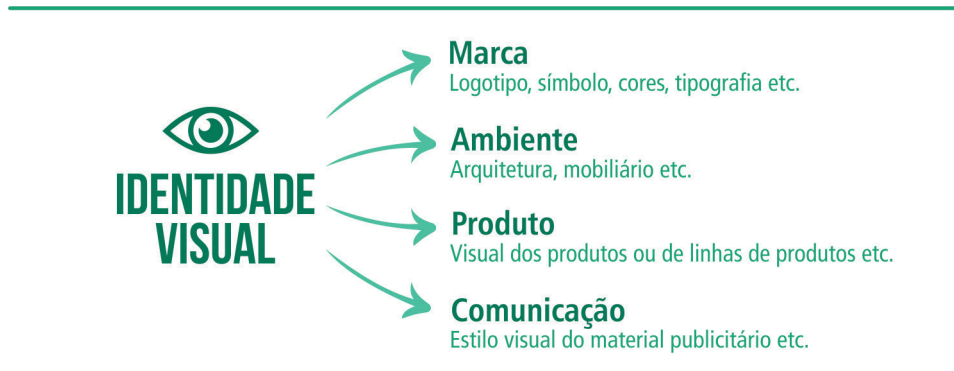 IDENTIDADE
VISUAL
Marca
Logotipo, símbolo, cores, tipografia etc.
Ambiente
Arquitetura, mobiliário etc.
Produto
Visual dos produtos ou de linhas de produtos etc.
Comunicação
Estilo visual do material publicitário etc.